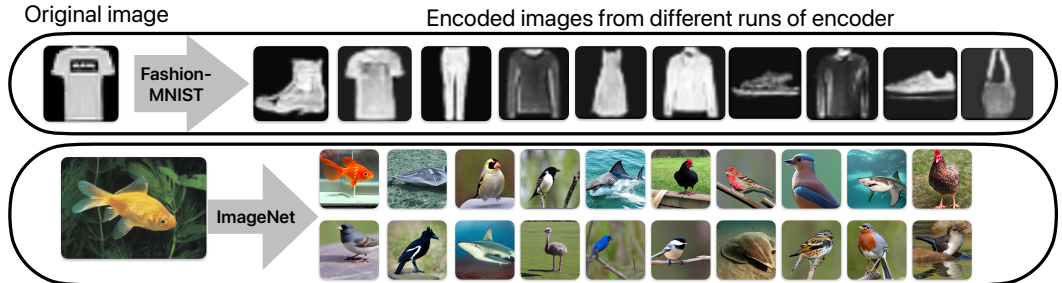 Original image
Encoded images from different runs of encoder
Fashion-
MNIST
ImageNet